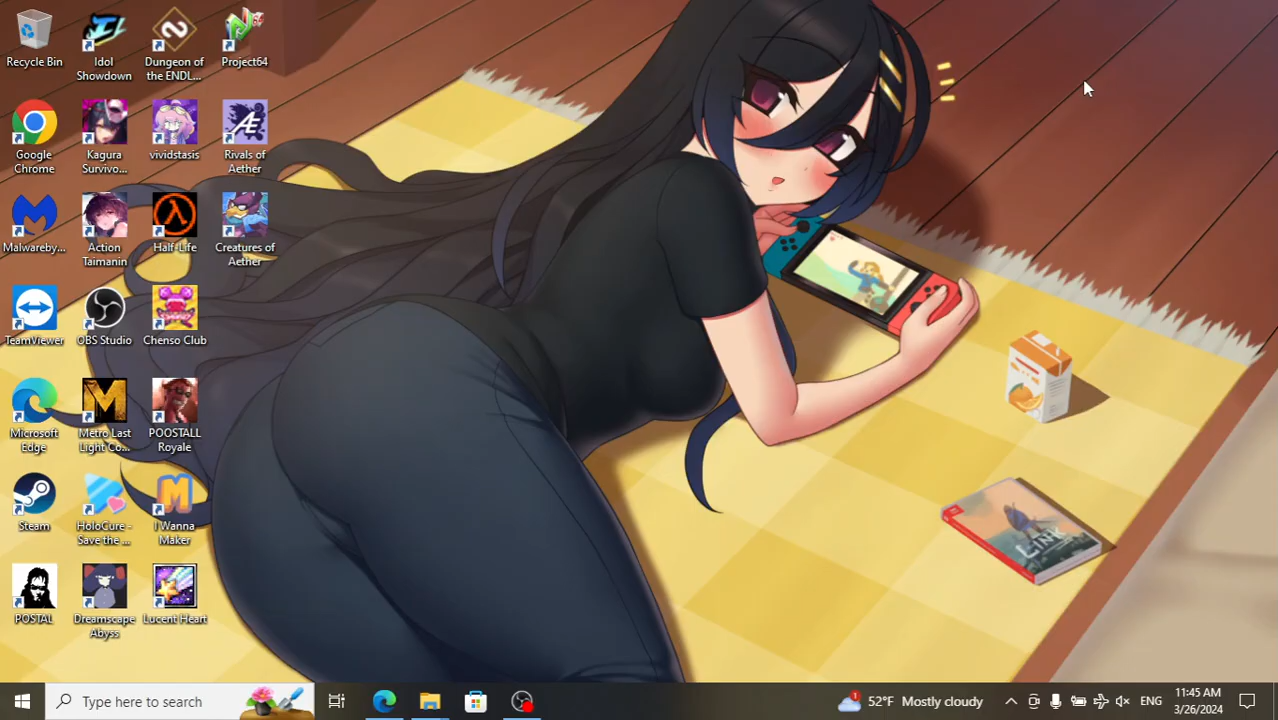 Recycle Bin
Idol
Showdown
Dungeon of
the ENDL...
Project64
Google
Chrome
Kagura
Survivo...
vividstasis
Rivals of
Aether
Malwareby...
Action
Taimanin
Half-Life
Creatures of
Aether
TeamViewer
OBS Studio
Chenso Club
Microsoft
Edge
Metro Last
Light Co...
POOSTALL
Royale
Steam
HoloCure -
Save the ...
I Wanna
Maker
POSTAL
Dreamscape
Abyss
Lucent Heart
LINK
Type here to search
1
52°F Mostly cloudy
ENG
11:45 AM
3/26/2024